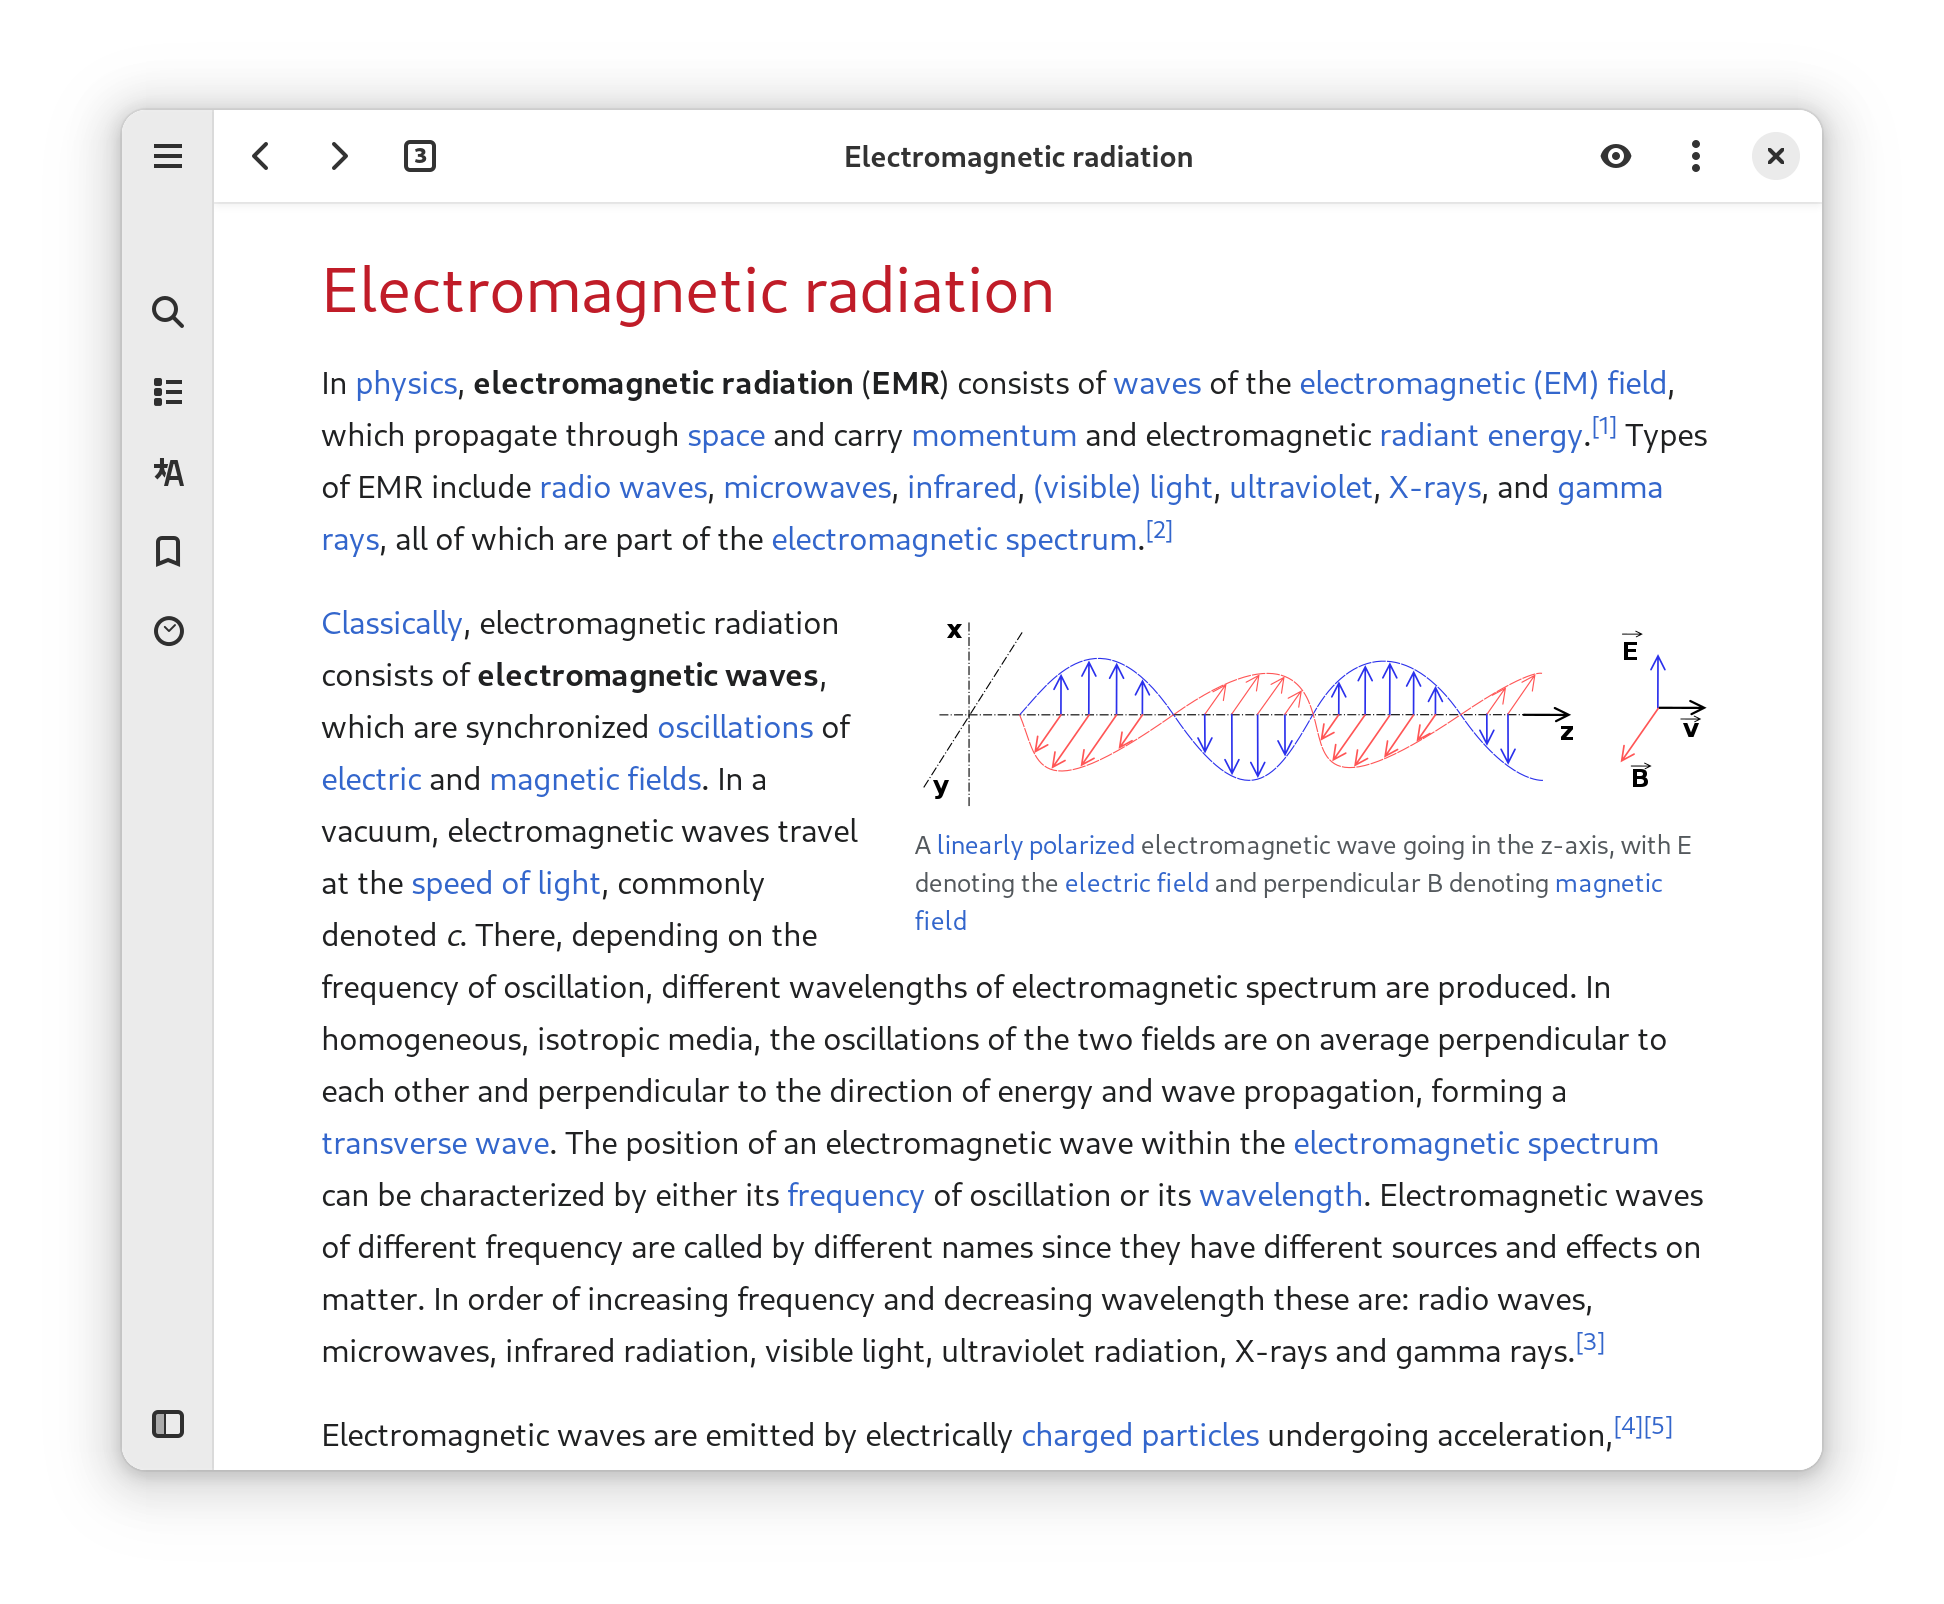 3
Electromagnetic radiation
Electromagnetic radiation
In physics, electromagnetic radiation (EMR) consists of waves of the electromagnetic (EM) field,
which propagate through space and carry momentum and electromagnetic radiant energy.[1] Types
of EMR include radio waves, microwaves, infrared, (visible) light, ultraviolet, X-rays, and gamma
rays, all of which are part of the electromagnetic spectrum.[2]
Classically, electromagnetic radiation
consists of electromagnetic waves,
which are synchronized oscillations of
electric and magnetic fields. In a
vacuum, electromagnetic waves travel
at the speed of light, commonly
denoted c. There, depending on the
x
y
z
E
v
B
A linearly polarized electromagnetic wave going in the z-axis, with E
denoting the electric field and perpendicular B denoting magnetic
field
frequency of oscillation, different wavelengths of electromagnetic spectrum are produced. In
homogeneous, isotropic media, the oscillations of the two fields are on average perpendicular to
each other and perpendicular to the direction of energy and wave propagation, forming a
transverse wave. The position of an electromagnetic wave within the electromagnetic spectrum
can be characterized by either its frequency of oscillation or its wavelength. Electromagnetic waves
of different frequency are called by different names since they have different sources and effects on
matter. In order of increasing frequency and decreasing wavelength these are: radio waves,
microwaves, infrared radiation, visible light, ultraviolet radiation, X-rays and gamma rays.[3]
Electromagnetic waves are emitted by electrically charged particles undergoing acceleration,[4][5]